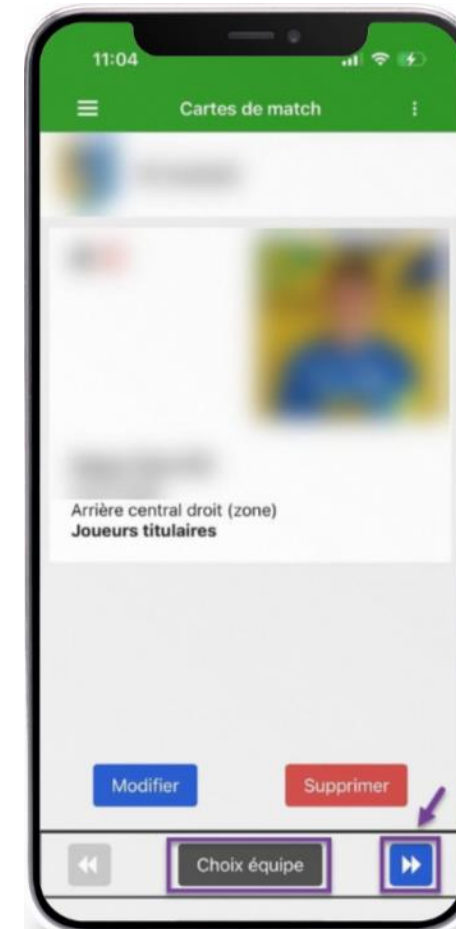 11:04
Cartes de match
Arrière central droit (zone)
Joueurs titulaires
Modifier
Supprimer
Choix équipe